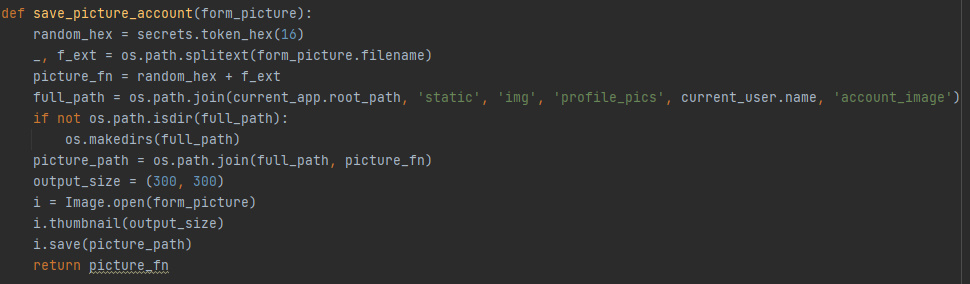 def save_picture_account(form_picture):
    random_hex = secrets.token_hex(16)
    _, f_ext = os.path.splitext(form_picture.filename)
    picture_fn = random_hex + f_ext
    full_path = os.path.join(current_app.root_path, 'static', 'img', 'profile_pics', current_user.name, 'account_image')
    if not os.path.isdir(full_path):
        os.makedirs(full_path)
    picture_path = os.path.join(full_path, picture_fn)
    output_size = (300, 300)
    i = Image.open(form_picture)
    i.thumbnail(output_size)
    i.save(picture_path)
    return picture_fn